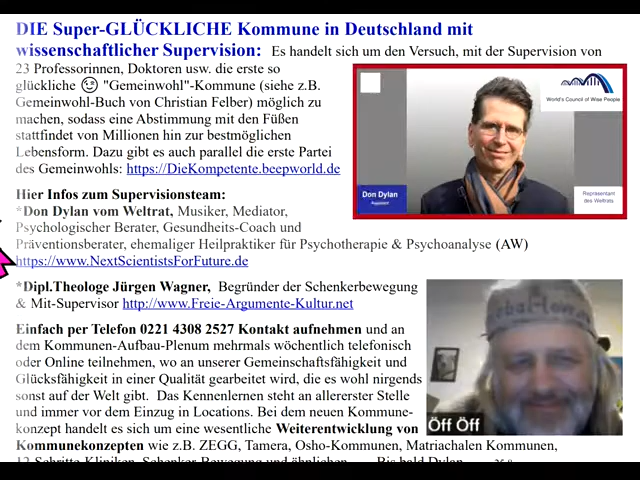 DIE Super-GLÜCKLICHE Kommune in Deutschland mit
wissenschaftlicher Supervision: Es handelt sich um den Versuch, mit der Supervision von
23 Professorinnen, Doktoren usw. die erste so
glückliche 😉 "Gemeinwohl"-Kommune (siehe z.B.
Gemeinwohl-Buch von Christian Felber) möglich zu
machen, sodass eine Abstimmung mit den Füßen
stattfindet von Millionen hin zur bestmöglichen
Lebensform. Dazu gibt es auch parallel die erste Partei
des Gemeinwohls: https://DieKompetente.beepworld.de
World's Council of Wise People
Don Dylan
Repräsentant
des Weltrats
Hier Infos zum Supervisionsteam:
*Don Dylan vom Weltrat, Musiker, Mediator,
Psychologischer Berater, Gesundheits-Coach und
Präventionsberater, ehemaliger Heilpraktiker für Psychotherapie & Psychoanalyse (AW)
https://www.NextScientistsForFuture.de
*Dipl.Theologe Jürgen Wagner, Begründer der Schenkerbewegung
& Mit-Supervisor http://www.Freie-Argumente-Kultur.net
Einfach per Telefon 0221 4308 2527 Kontakt aufnehmen und an
dem Kommunen-Aufbau-Plenum mehrmals wöchentlich telefonisch
oder Online teilnehmen, wo an unserer Gemeinschaftsfähigkeit und
Glücksfähigkeit in einer Qualität gearbeitet wird, die es wohl nirgends
sonst auf der Welt gibt. Das Kennenlernen steht an allererster Stelle
und immer vor dem Einzug in Locations. Bei dem neuen Kommune-
konzept handelt es sich um eine wesentliche Weiterentwicklung von
Kommunekonzepten wie z.B. ZEGG, Tamera, Osho-Kommunen, Matriachalen Kommunen,
12-Schritte-Kliniken, Schenker-Bewegung und ähnlichen. Bis bald Dylan
Öff Öff